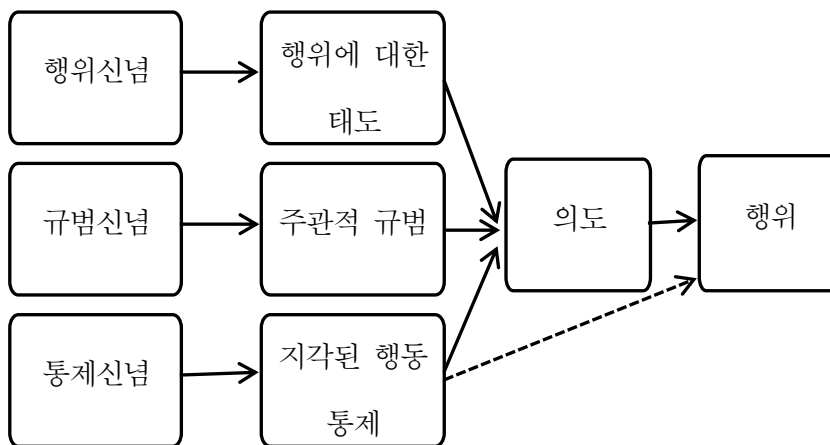 행위신념
행위에 대한
태도
규범신념
주관적 규범
의도
행위
통제신념
지각된 행동
통제